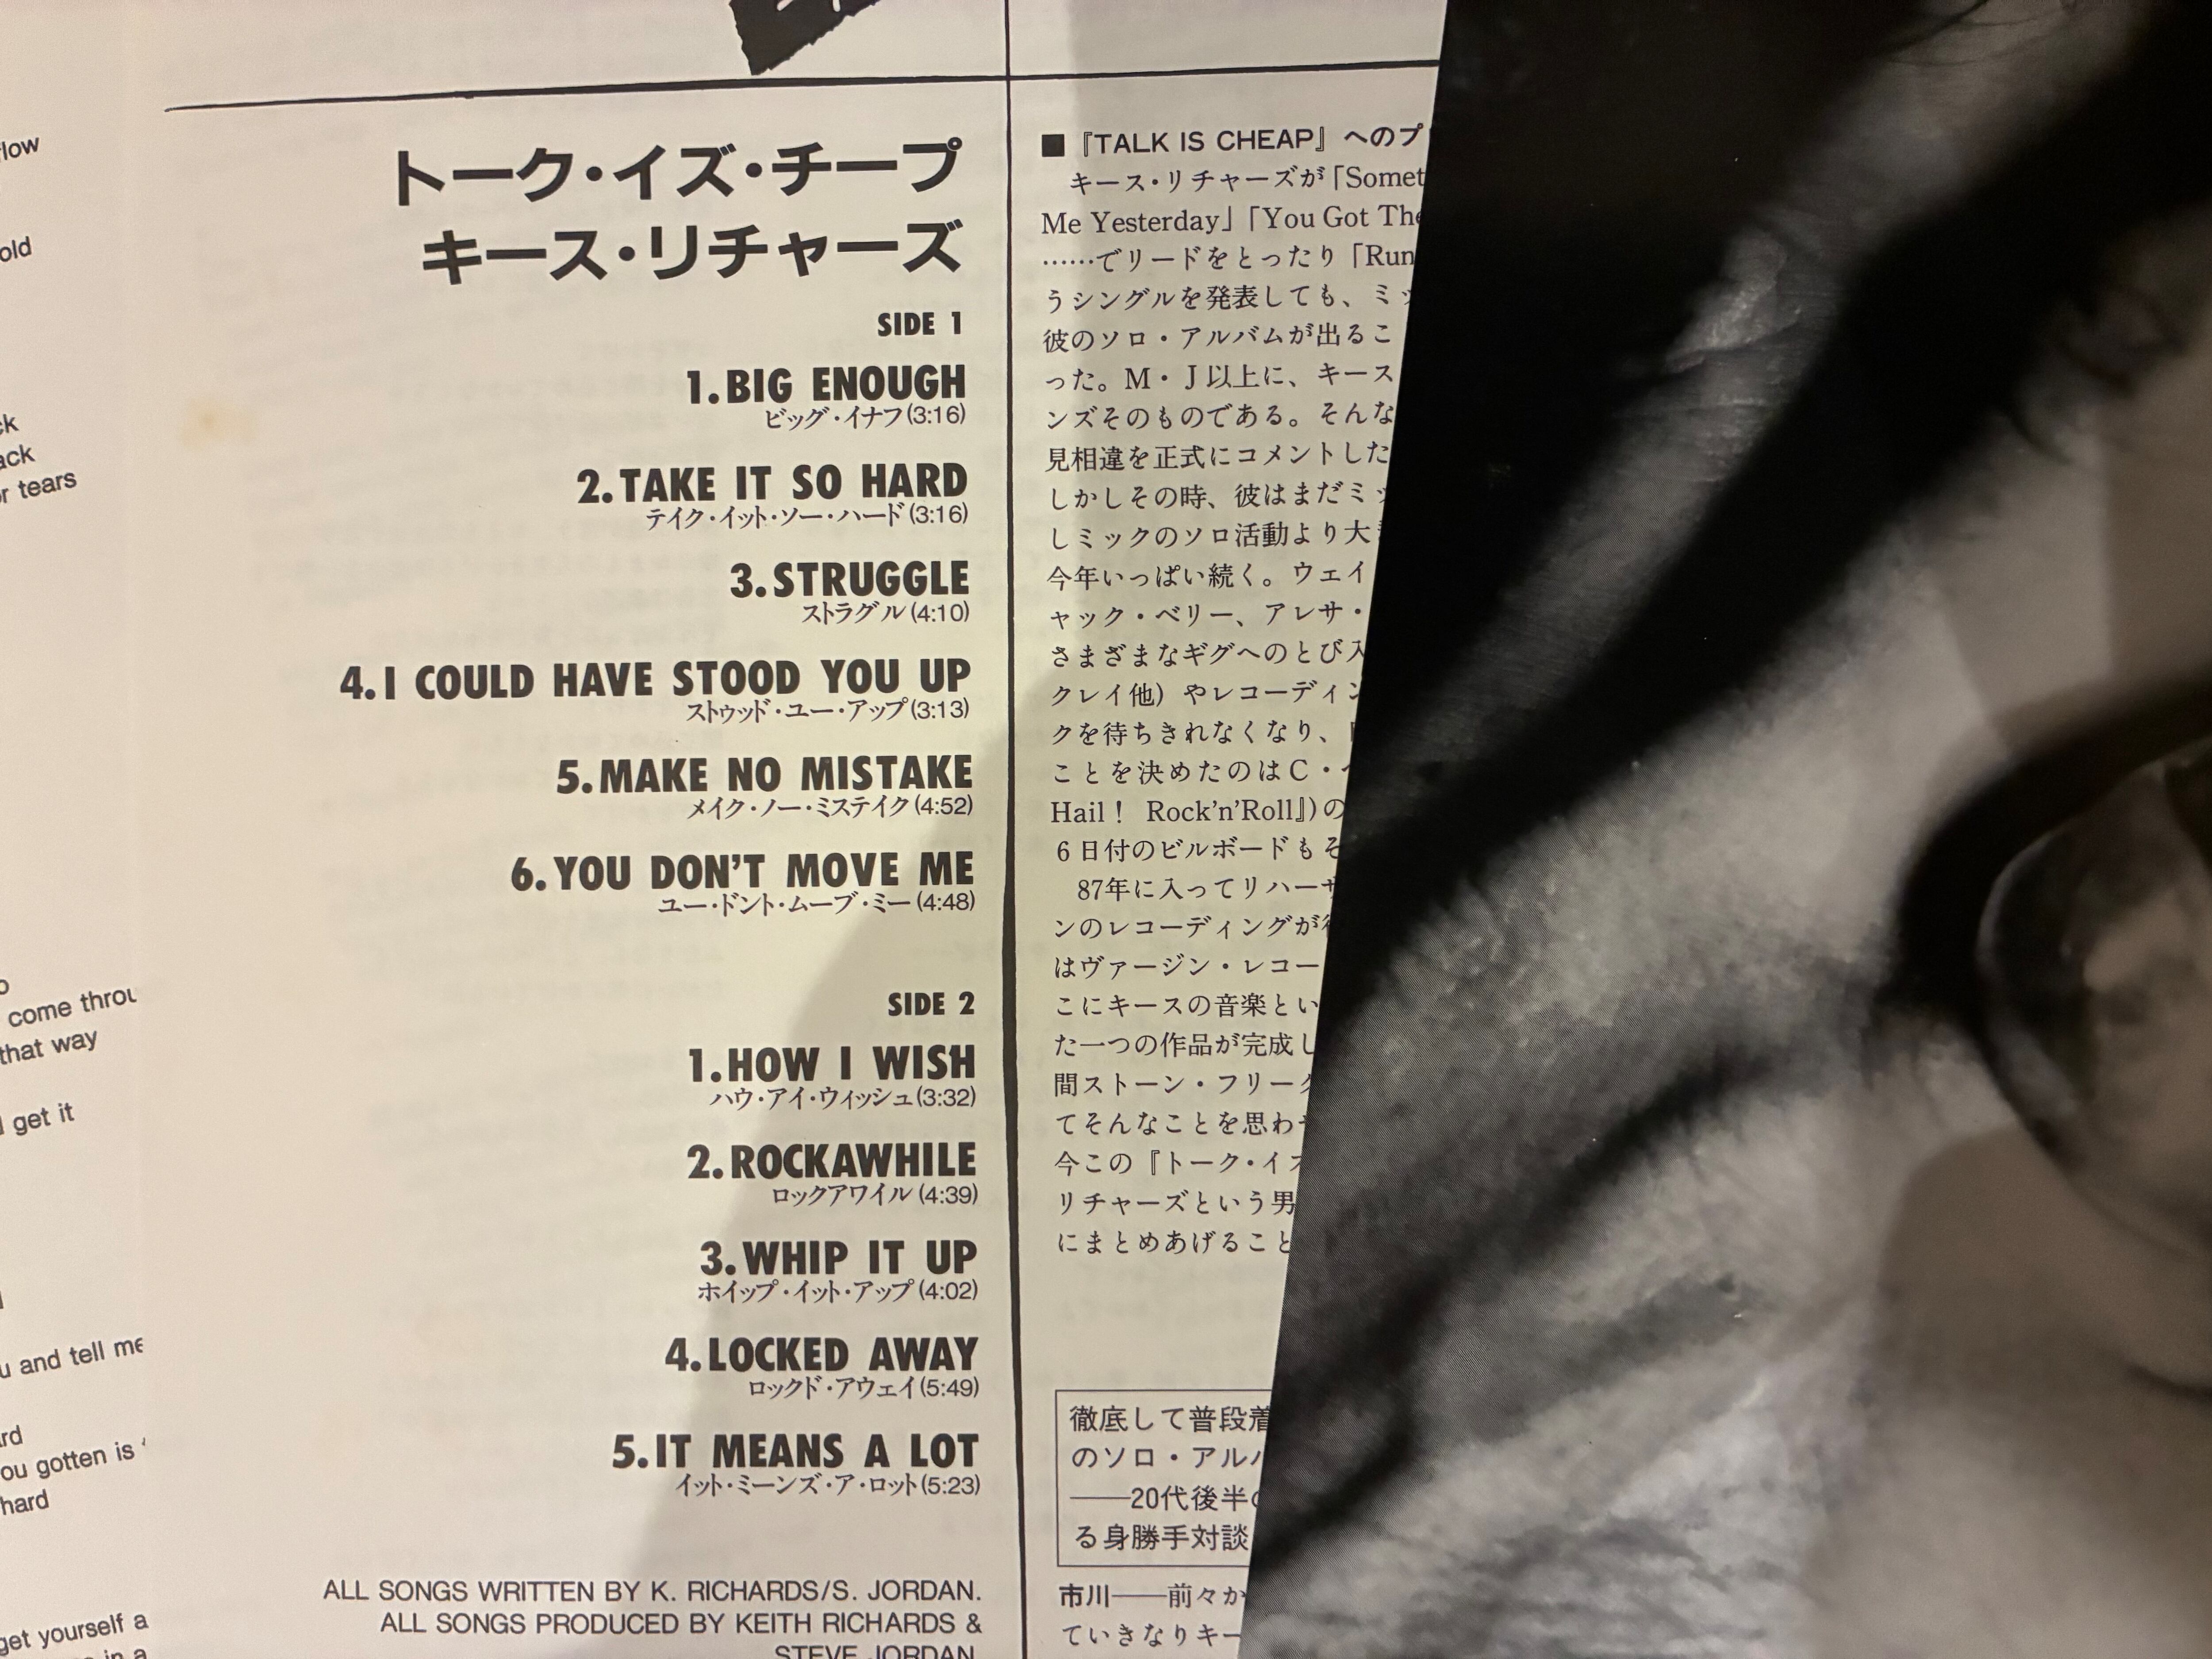 flow
old
ck
ack
r tears
come throu
that way
get it
u and tell me
rd
ou gotten is
hard
get yourself a
in a
トーク・イズ・チープ
キース・リチャーズ
SIDE 1
1.BIG ENOUGH
ビッグ・イナフ(3:16)
2.TAKE IT SO HARD
テイク・イット・ソー・ハード(3:16)
3.STRUGGLE
ストラグル(4:10)
4.I COULD HAVE STOOD YOU UP
ストゥッド・ユー・アップ(3:13)
5.MAKE NO MISTAKE
メイク・ノー・ミステイク(4:52)
6.YOU DON'T MOVE ME
ユー・ドント・ムーブ・ミー(4:48)
SIDE 2
1.HOW I WISH
ハウ・アイ・ウィッシュ(3:32)
2.ROCKAWHILE
ロックアワイル(4:39)
3.WHIP IT UP
ホイップ・イット・アップ(4:02)
4.LOCKED AWAY
ロックド・アウェイ(5:49)
5.IT MEANS A LOT
イット・ミーンズ・ア・ロット(5:23)
ALL SONGS WRITTEN BY K. RICHARDS/S. JORDAN.
ALL SONGS PRODUCED BY KEITH RICHARDS &
STEVE JORDAN.
■『TALK IS CHEAP』へのプ
キース・リチャーズが「Somet
Me Yesterday」「You Got The
……でリードをとったり「Run
うシングルを発表しても、ミッ
彼のソロ・アルバムが出るこ
った。M・J以上に、キース
ンズそのものである。そんな
見相違を正式にコメントした
しかしその時、彼はまだミッ
しミックのソロ活動より大
今年いっぱい続く。ウェイ
ャック・ベリー、アレサ・
さまざまなギグへのとび入
クレイ他）やレコーディン
クを待ちきれなくなり、
ことを決めたのはC・ベ
Hail！ Rock'n'Roll』)の
6日付のビルボードもそ
87年に入ってリハーサ
ンのレコーディングが行
はヴァージン・レコー
こにキースの音楽とい
た一つの作品が完成し
間ストーン・フリーク
てそんなことを思わせ
今この『トーク・イズ
リチャーズという男
にまとめあげること
徹底して普段着
のソロ・アルバ
――20代後半の
る身勝手対談
市川――前々か
ていきなりキー